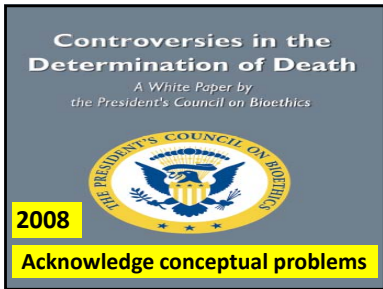 Controversies in the
Determination of Death
A White Paper by
the President's Council on Bioethics
THE PRESIDENT'S COUNCIL ON BIOETHICS
2008
Acknowledge conceptual problems